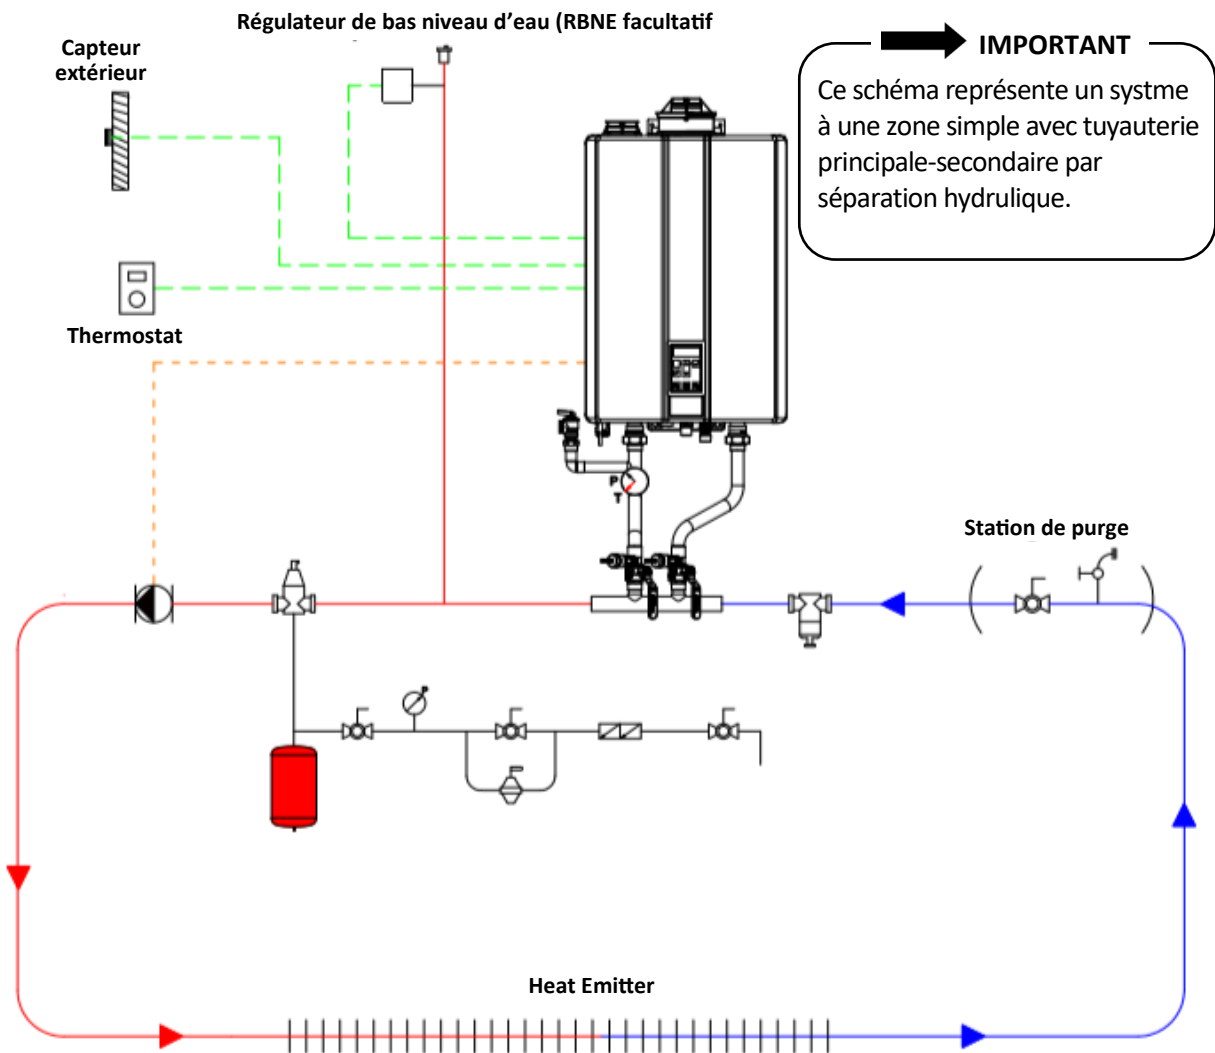 Régulateur de bas niveau d’eau (RBNE facultatif
Capteur
extérieur
IMPORTANT
Ce schéma représente un systme
à une zone simple avec tuyauterie
principale-secondaire par
séparation hydrulique.
Thermostat
P
T
Station de purge
P
Heat Emitter